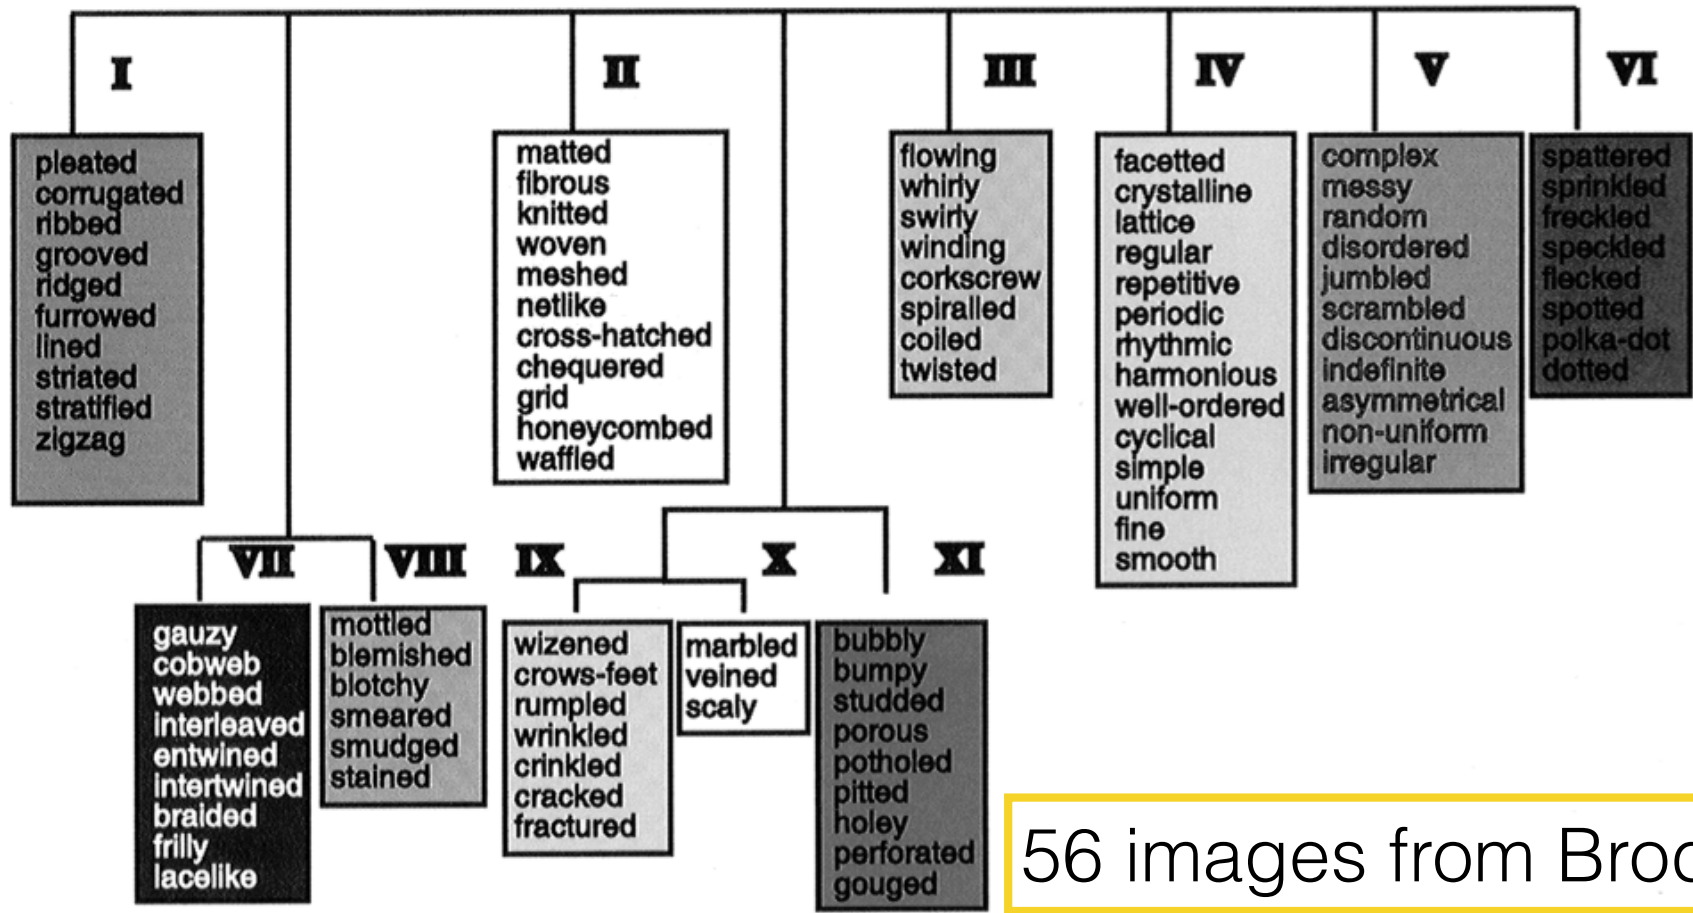 I
pleated
corrugated
ribbed
grooved
ridged
furrowed
lined
striated
stratified
zigzag
II
matted
fibrous
knitted
woven
meshed
netlike
cross-hatched
chequered
grid
honeycombed
waffled
III
flowing
whirly
swirly
winding
corkscrew
spiralled
coiled
twisted
IV
facetted
crystalline
lattice
regular
repetitive
periodic
rhythmic
harmonious
well-ordered
cyclical
simple
uniform
fine
smooth
V
complex
messy
random
disordered
jumbled
scrambled
discontinuous
indefinite
asymmetrical
non-uniform
irregular
VI
spattered
sprinkled
freckled
speckled
flecked
spotted
polka-dot
dotted
VII
gauzy
cobweb
webbed
interleaved
entwined
intertwined
braided
frilly
lacelike
VIII
mottled
blemished
blotchy
smeared
smudged
stained
IX
wizened
crows-feet
rumpled
wrinkled
crinkled
cracked
fractured
X
marbled
veined
scaly
XI
bubbly
bumpy
studded
porous
potholed
pitted
holey
perforated
gouged
56 images from